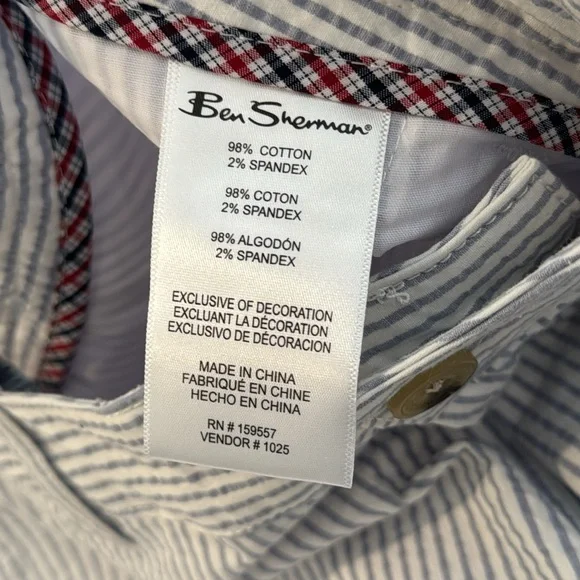 Ben Sherman®
98% COTTON
2% SPANDEX
98% COTON
2% SPANDEX
98% ALGODÓN
2% SPANDEX
EXCLUSIVE OF DECORATION
EXCLUANT LA DÉCORATION
EXCLUSIVO DE DECORACION
MADE IN CHINA
FABRIQUÉ EN CHINE
HECHO EN CHINA
RN # 159557
VENDOR # 1025